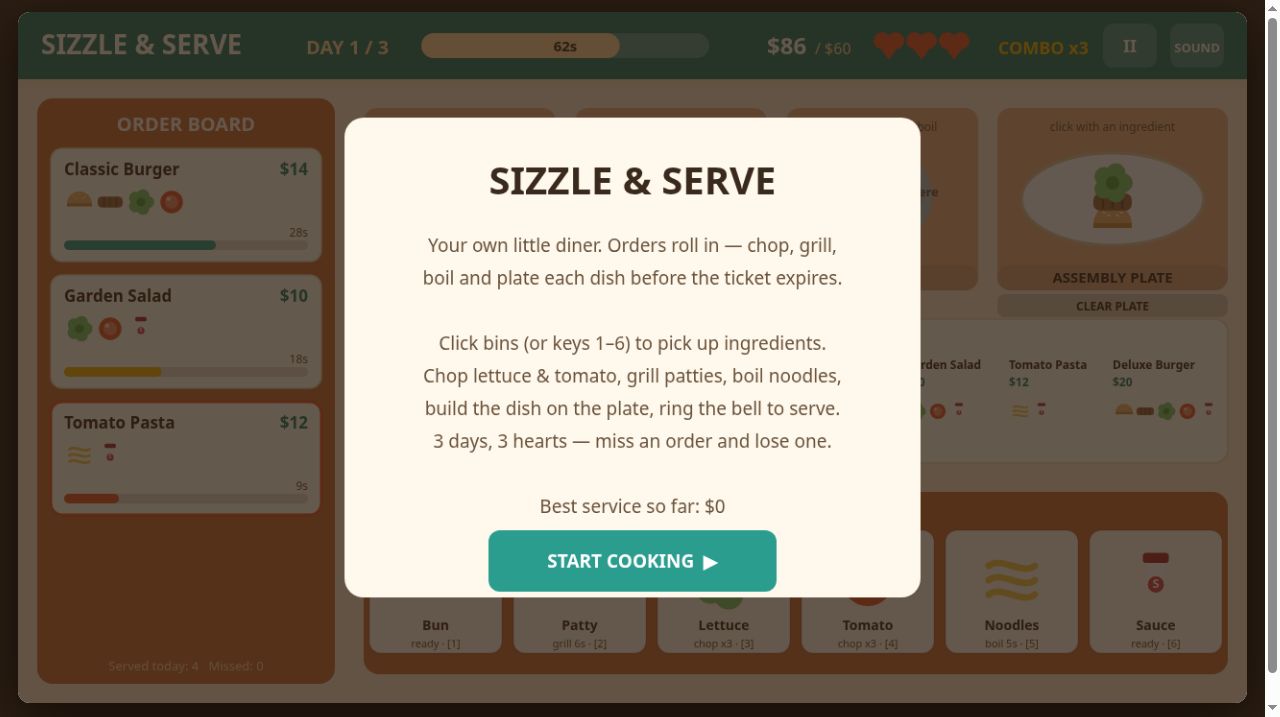 SIZZLE & SERVE
DAY 1 / 3
62s
$86 / $60
COMBO x3
II
SOUND
ORDER BOARD
Classic Burger $14
28s
Garden Salad $10
18s
Tomato Pasta $12
S
9s
Served today: 4 Missed: 0
SIZZLE & SERVE
Your own little diner. Orders roll in — chop, grill,
boil and plate each dish before the ticket expires.
Click bins (or keys 1–6) to pick up ingredients.
Chop lettuce & tomato, grill patties, boil noodles,
build the dish on the plate, ring the bell to serve.
3 days, 3 hearts — miss an order and lose one.
Best service so far: $0
START COOKING ▶
boil
ere
click with an ingredient
ASSEMBLY PLATE
CLEAR PLATE
rden Salad
0
Tomato Pasta
$12
Deluxe Burger
$20
Bun
ready · [1]
Patty
grill 6s · [2]
Lettuce
chop x3 · [3]
Tomato
chop x3 · [4]
Noodles
boil 5s · [5]
S
Sauce
ready · [6]